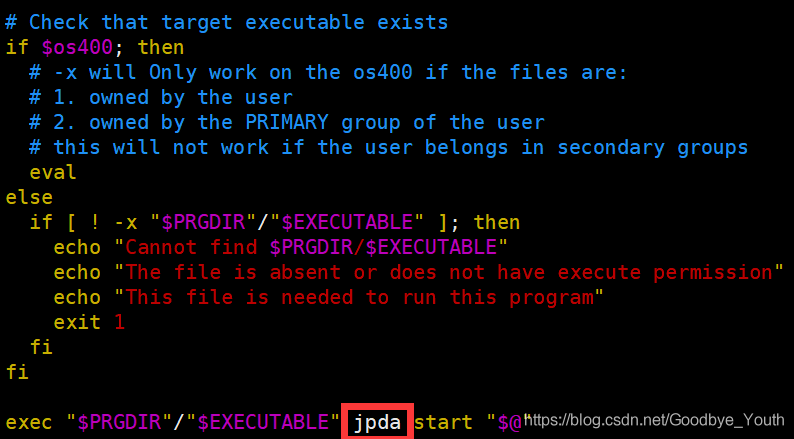 # Check that target executable exists
if $os400; then
  # -x will Only work on the os400 if the files are:
  # 1. owned by the user
  # 2. owned by the PRIMARY group of the user
  # this will not work if the user belongs in secondary groups
  eval
else
  if [ ! -x "$PRGDIR"/"$EXECUTABLE" ]; then
    echo "Cannot find $PRGDIR/$EXECUTABLE"
    echo "The file is absent or does not have execute permission"
    echo "This file is needed to run this program"
    exit 1
  fi
fi
exec "$PRGDIR"/"$EXECUTABLE" jpda start "$@"
https://blog.csdn.net/Goodbye_Youth